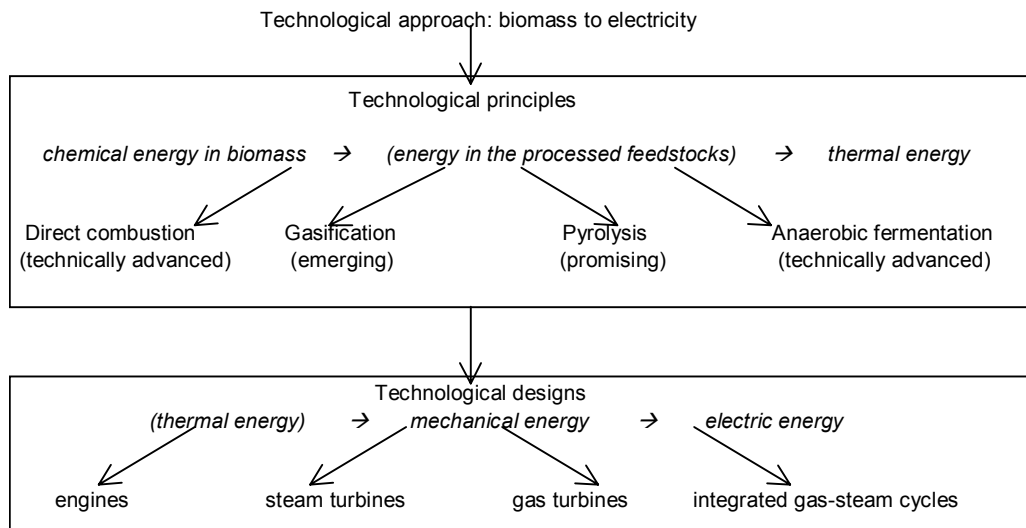 Technological approach: biomass to electricity
Technological principles
chemical energy in biomass → (energy in the processed feedstocks) → thermal energy
Direct combustion Gasification Pyrolysis Anaerobic fermentation
(technically advanced) (emerging) (promising) (technically advanced)
Technological designs
(thermal energy) → mechanical energy → electric energy
engines steam turbines gas turbines integrated gas-steam cycles